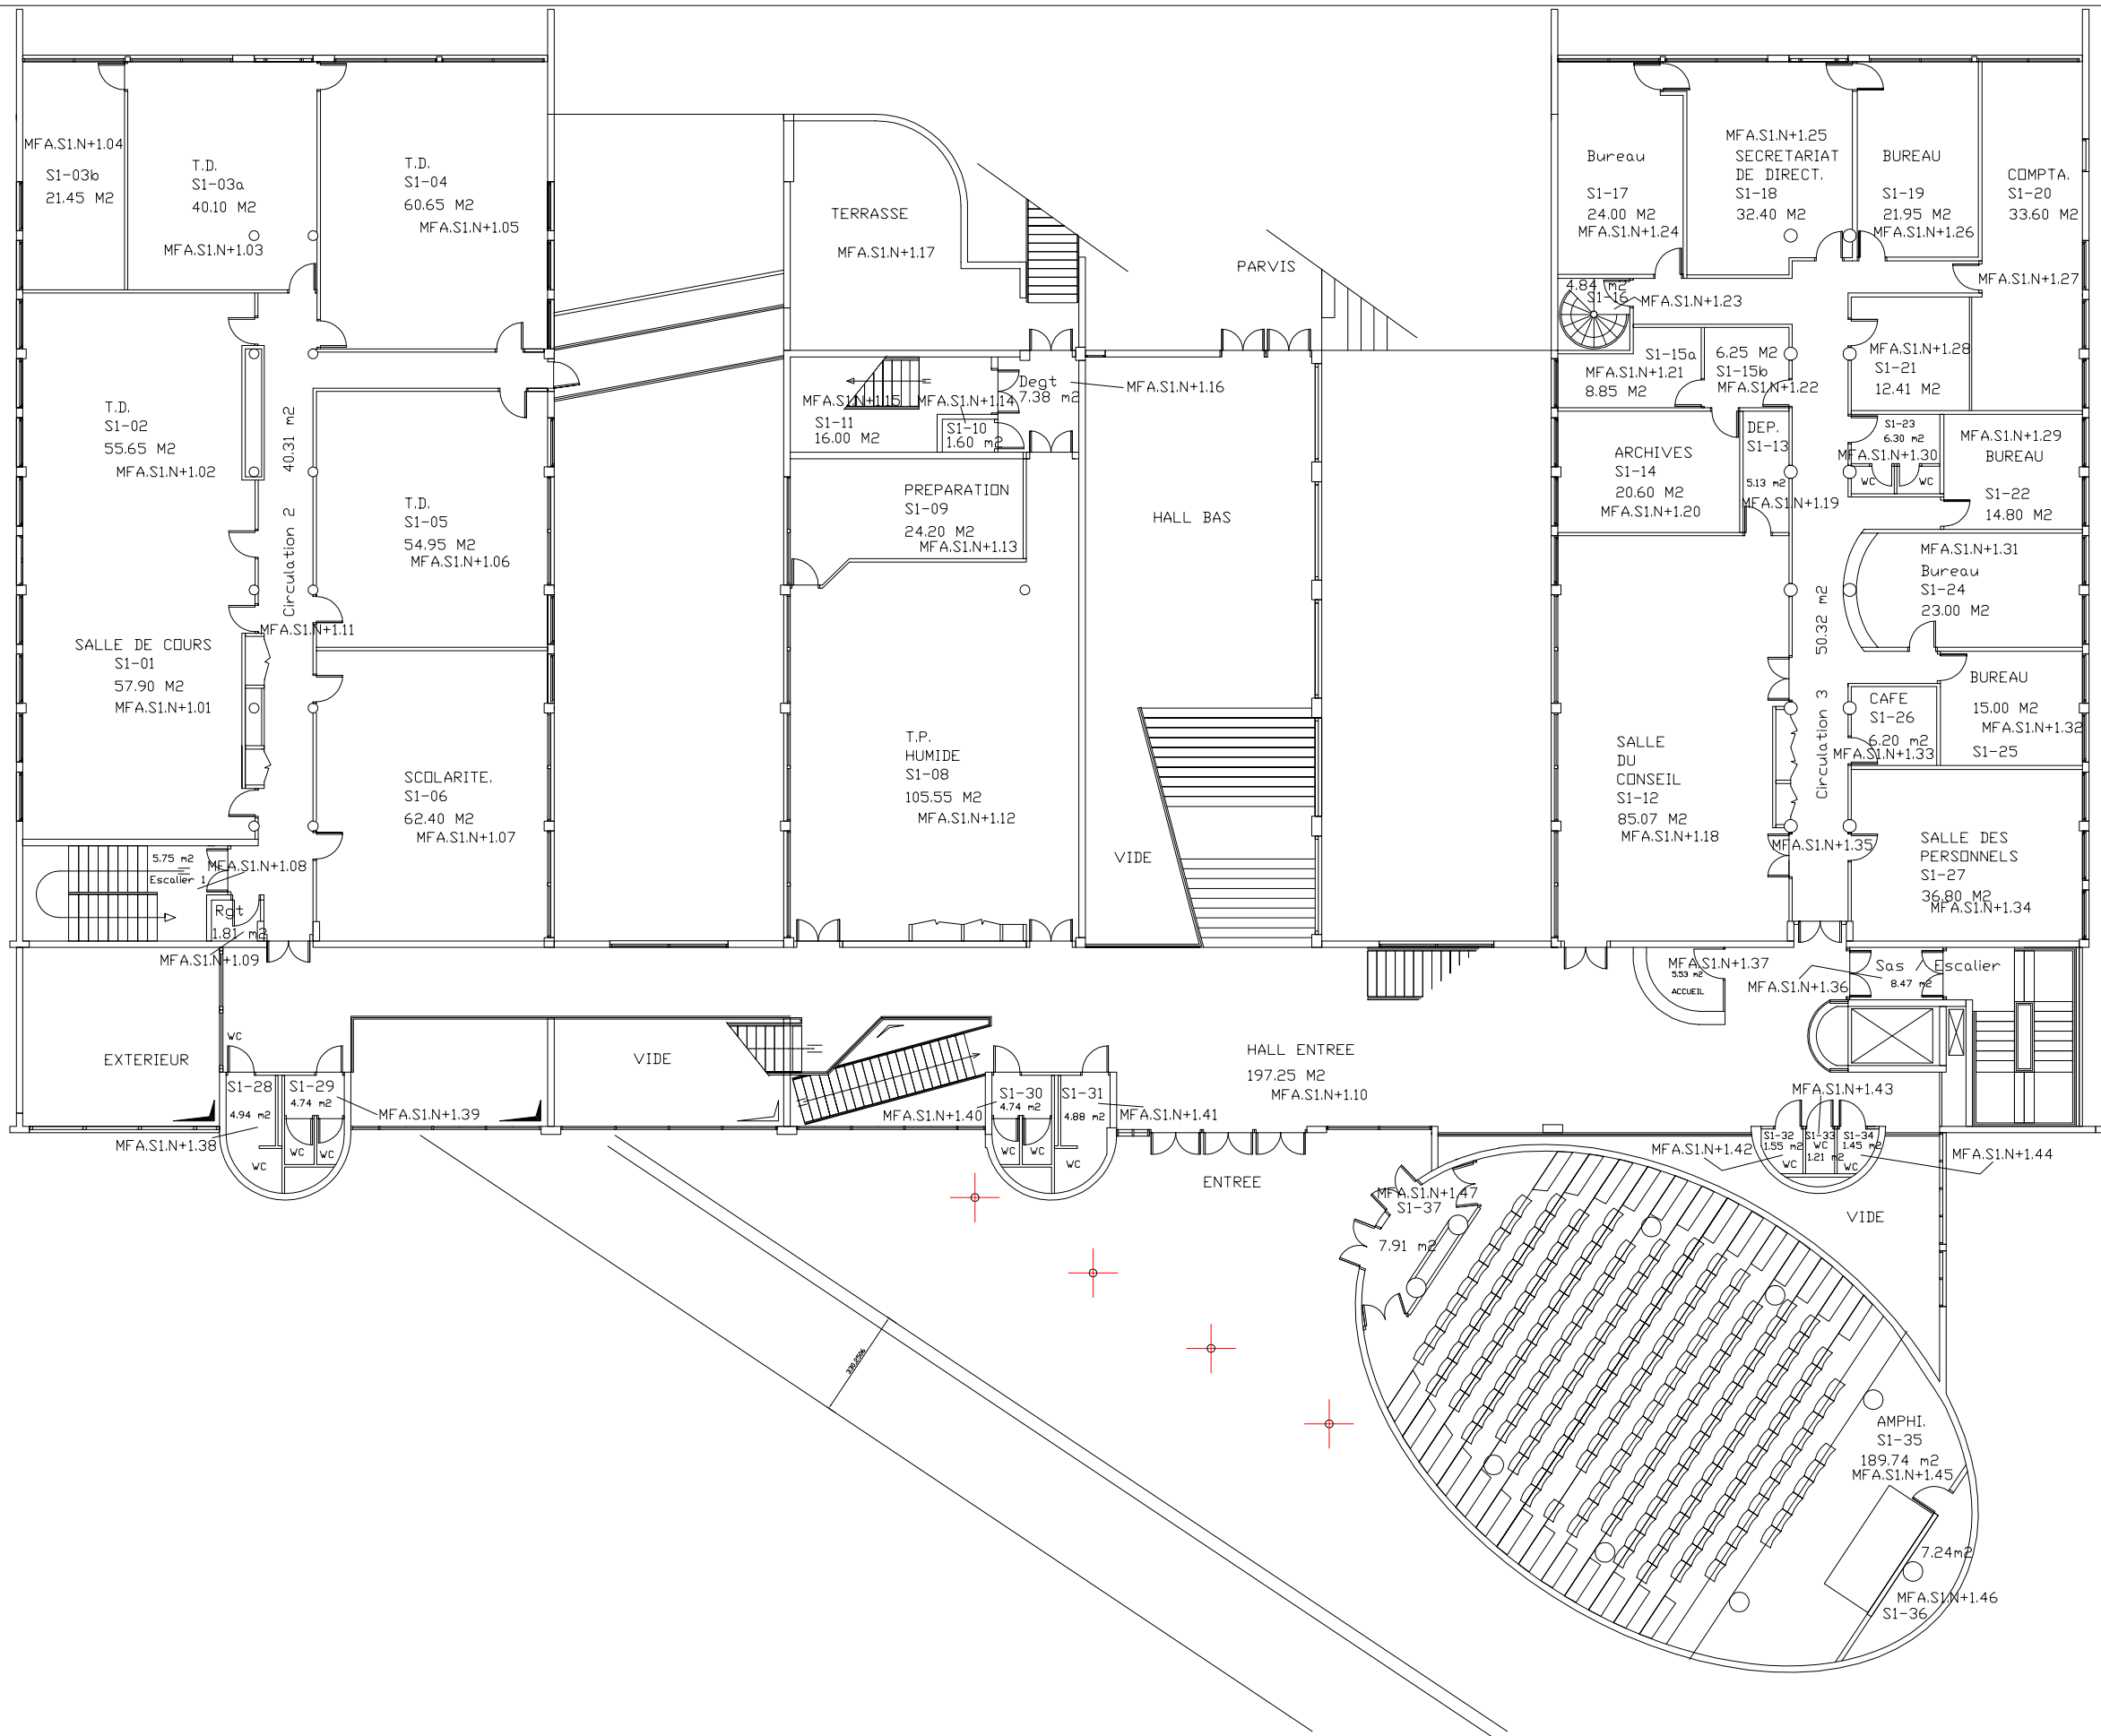 MFA.S1.N+1.04
S1-03b
21.45 M2
T.D.
S1-03a
40.10 M2
MFA.S1.N+1.03
T.D.
S1-04
60.65 M2
MFA.S1.N+1.05
T.D.
S1-02
55.65 M2
MFA.S1.N+1.02
Circulation 2 40.31 m2
MFA.S1.N+1.11
T.D.
S1-05
54.95 M2
MFA.S1.N+1.06
SALLE DE COURS
S1-01
57.90 M2
MFA.S1.N+1.01
SCOLARITE.
S1-06
62.40 M2
MFA.S1.N+1.07
5.75 m2
Escalier 1
MFA.S1.N+1.08
Rgt
1.81 m2
MFA.S1.N+1.09
TERRASSE
MFA.S1.N+1.17
PARVIS
MFA.S1.N+1.15
S1-11
16.00 M2
MFA.S1.N+1.14
S1-10
1.60 m2
Degt
7.38 m2
MFA.S1.N+1.16
PREPARATION
S1-09
24.20 M2
MFA.S1.N+1.13
HALL BAS
T.P.
HUMIDE
S1-08
105.55 M2
MFA.S1.N+1.12
VIDE
Bureau
S1-17
24.00 M2
MFA.S1.N+1.24
MFA.S1.N+1.25
SECRETARIAT
DE DIRECT.
S1-18
32.40 M2
BUREAU
S1-19
21.95 M2
MFA.S1.N+1.26
COMPTA.
S1-20
33.60 M2
MFA.S1.N+1.27
4.84 m2
S1-16
MFA.S1.N+1.23
S1-15a
MFA.S1.N+1.21
8.85 M2
6.25 M2
S1-15b
MFA.S1.N+1.22
MFA.S1.N+1.28
S1-21
12.41 M2
ARCHIVES
S1-14
20.60 M2
MFA.S1.N+1.20
DEP.
S1-13
5.13 m2
MFA.S1.N+1.19
S1-23
6.30 m2
MFA.S1.N+1.30
WC
WC
MFA.S1.N+1.29
BUREAU
S1-22
14.80 M2
MFA.S1.N+1.31
Bureau
S1-24
23.00 M2
Circulation 3 50.32 m2
BUREAU
15.00 M2
MFA.S1.N+1.32
S1-25
CAFE
S1-26
6.20 m2
MFA.S1.N+1.33
SALLE
DU
CONSEIL
S1-12
85.07 M2
MFA.S1.N+1.18
MFA.S1.N+1.35
SALLE DES
PERSONNELS
S1-27
36.80 M2
MFA.S1.N+1.34
MFA.S1.N+1.37
5.53 m2
ACCUEIL
MFA.S1.N+1.36
Sas / Escalier
8.47 m2
EXTERIEUR
WC
S1-28
4.94 m2
MFA.S1.N+1.38
WC
S1-29
4.74 m2
MFA.S1.N+1.39
WC
WC
VIDE
S1-30
4.74 m2
MFA.S1.N+1.40
WC
WC
S1-31
4.88 m2
MFA.S1.N+1.41
WC
HALL ENTREE
197.25 M2
MFA.S1.N+1.10
ENTREE
MFA.S1.N+1.43
S1-32
1.55 m2
WC
MFA.S1.N+1.42
S1-33
WC
1.21 m2
S1-34
1.45 m2
WC
MFA.S1.N+1.44
VIDE
MFA.S1.N+1.47
S1-37
7.91 m2
330.2506
AMPHI.
S1-35
189.74 m2
MFA.S1.N+1.45
7.24m2
MFA.S1.N+1.46
S1-36